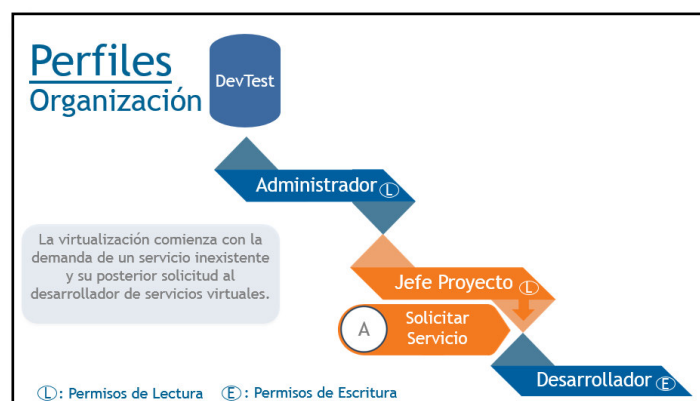 Perfiles
Organización
DevTest
Administrador Ⓛ
La virtualización comienza con la
demanda de un servicio inexistente
y su posterior solicitud al
desarrollador de servicios virtuales.
Jefe Proyecto Ⓛ
A
Solicitar
Servicio
Desarrollador Ⓔ
Ⓛ: Permisos de Lectura Ⓔ: Permisos de Escritura